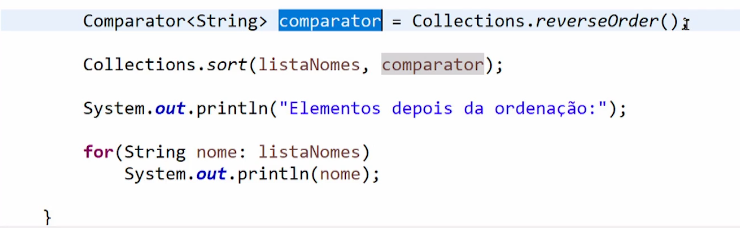 Comparator<String> comparator = Collections.reverseOrder();
Collections.sort(listaNomes, comparator);
System.out.println("Elementos depois da ordenação:");
for(String nome: listaNomes)
System.out.println(nome);
}